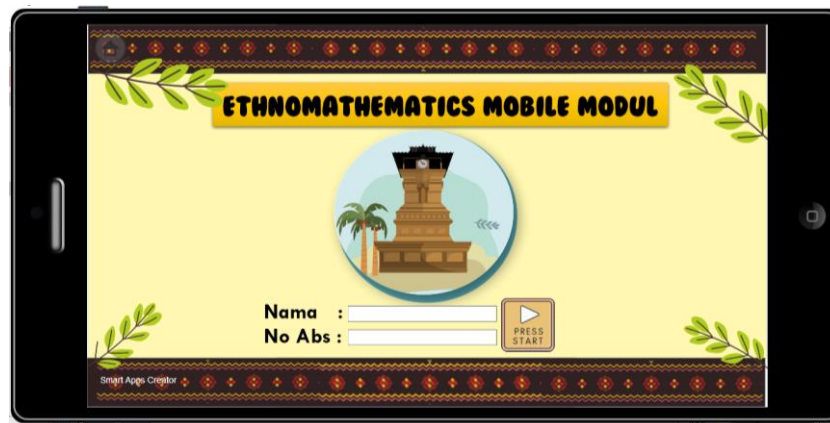 ETHNOMATHEMATICS MOBILE MODUL
Nama :
No Abs :
PRESS
START
Smart Apps Creator